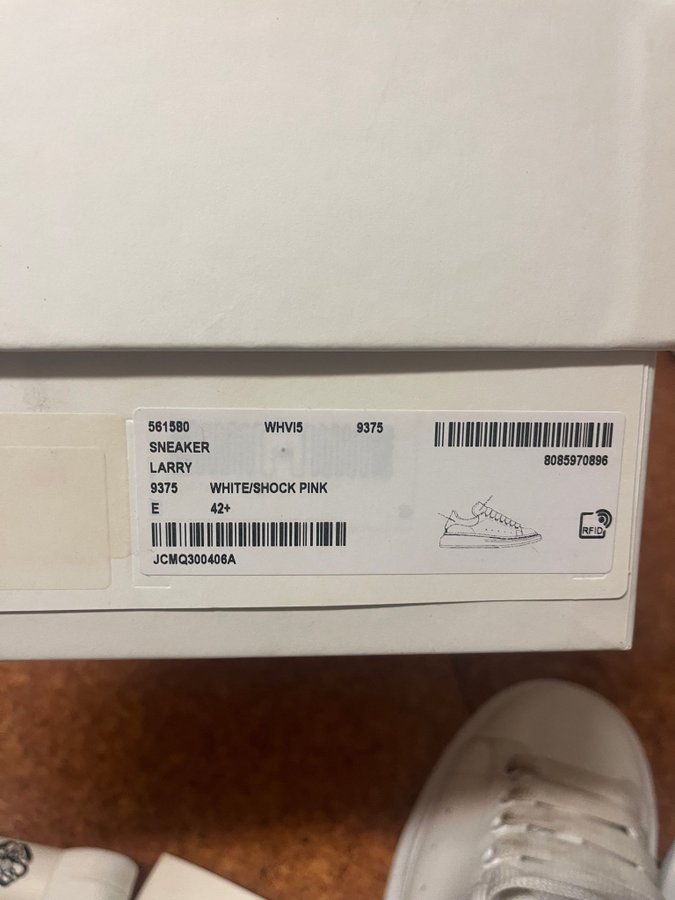 561580 WHVI5 9375
SNEAKER
LARRY
8085970896
9375 WHITE/SHOCK PINK
E 42+
RFID
JCMQ300406A